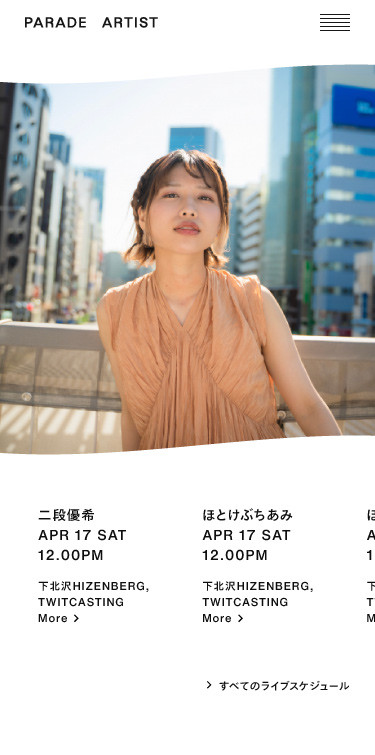 PARADE ARTIST
二段優希
APR 17 SAT
12.00PM
下北沢HIZENBERG,
TWITCASTING
More
ほとけぶちあみ
APR 17 SAT
12.00PM
下北沢HIZENBERG,
TWITCASTING
More
すべてのライブスケジュール